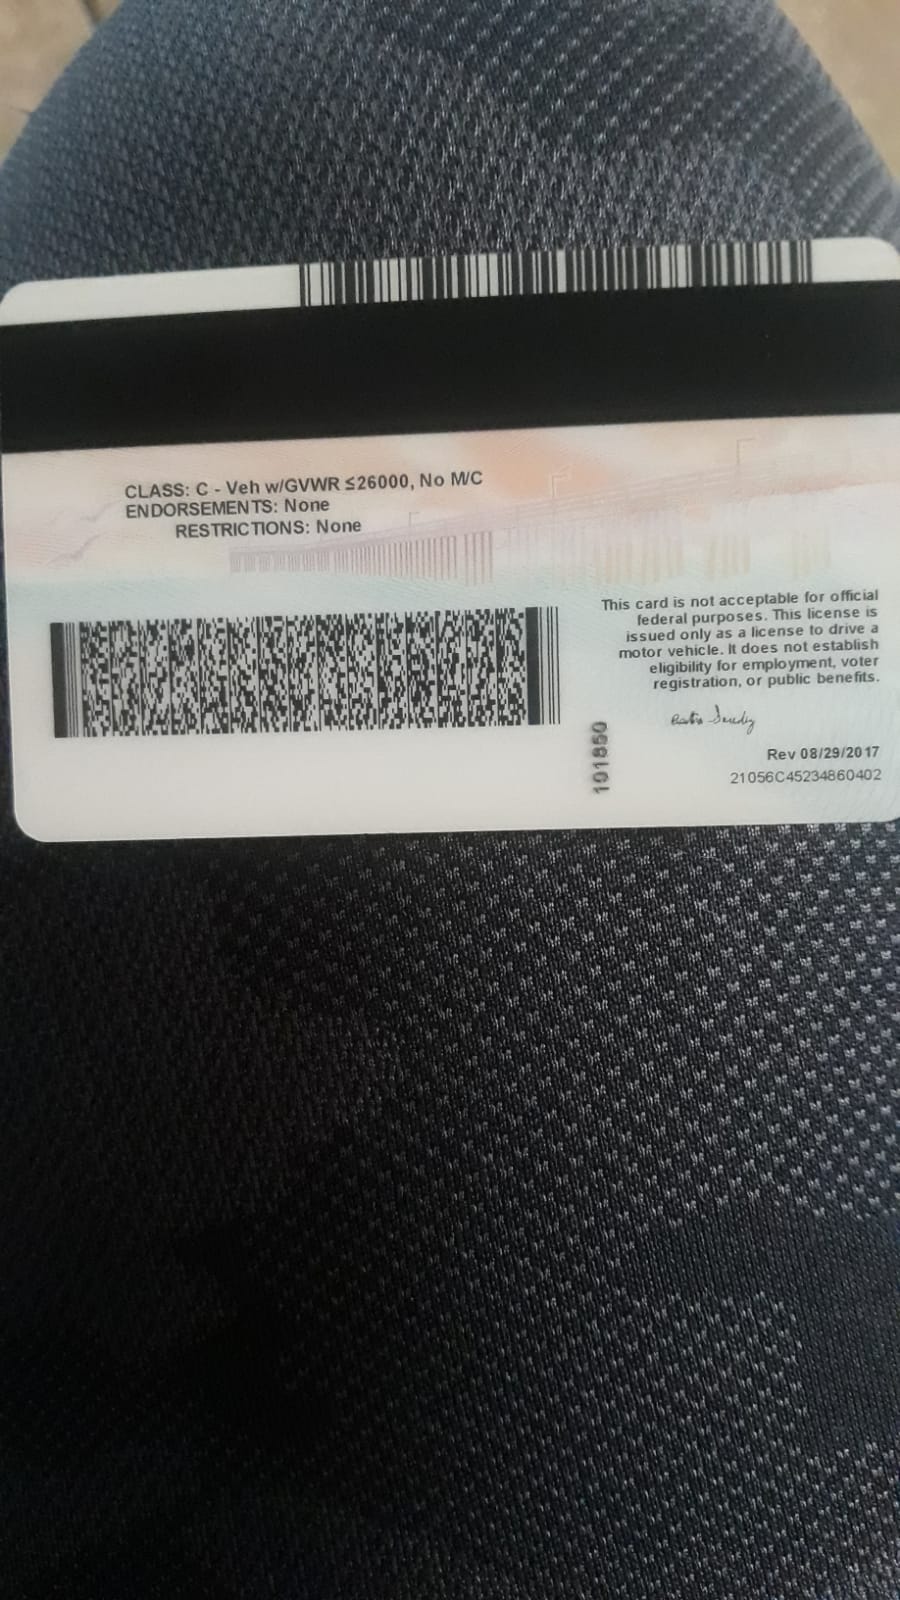 CLASS: C - Veh w/GVWR ≤26000, No M/C
ENDORSEMENTS: None
RESTRICTIONS: None
This card is not acceptable for official
federal purposes. This license is
issued only as a license to drive a
motor vehicle. It does not establish
eligibility for employment, voter
registration, or public benefits.
Rev 08/29/2017
21056C45234860402
101850